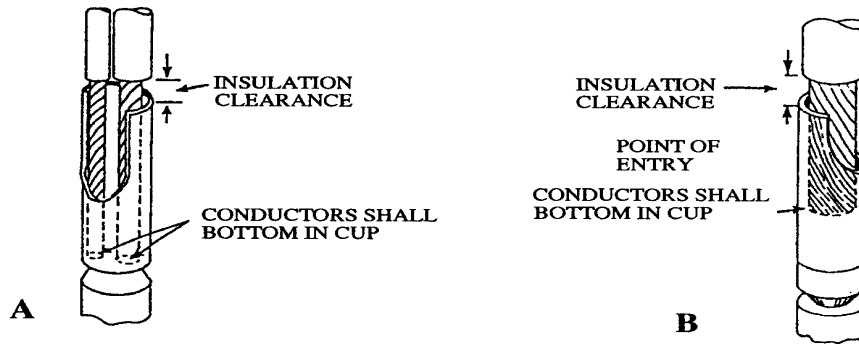 INSULATION
CLEARANCE
CONDUCTORS SHALL
BOTTOM IN CUP
A
INSULATION
CLEARANCE
POINT OF
ENTRY
CONDUCTORS SHALL
BOTTOM IN CUP
B